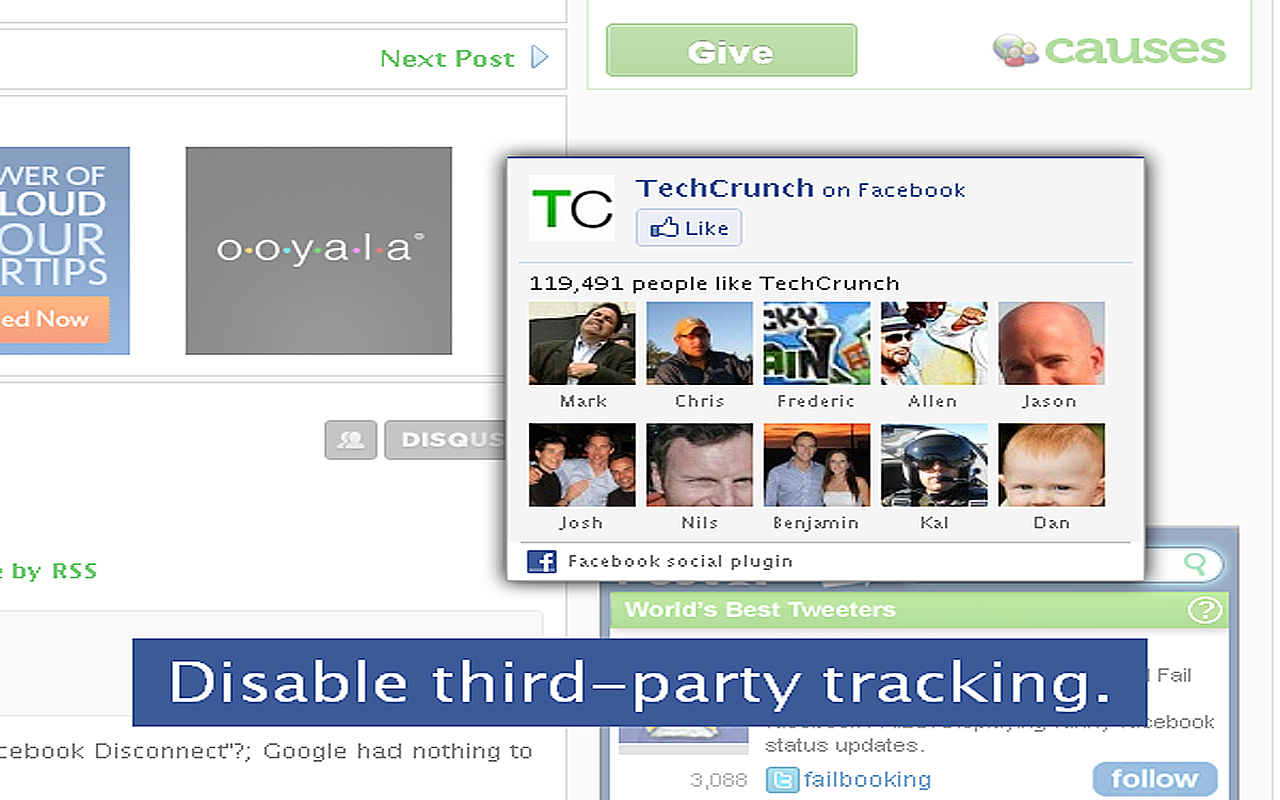 Next Post
Give
causes
WER OF
LOUD
OUR
RTIPS
ed Now
o·o·y·a·l·a®
TC
TechCrunch on Facebook
Like
119,491 people like TechCrunch
CKY
AIN
Mark
Chris
Frederic
Allen
Jason
DISQUS
Josh
Nils
Benjamin
Kal
Dan
Facebook social plugin
e by RSS
World's Best Tweeters
?
Disable third-party tracking.
Fail
cebook Disconnect"?; Google had nothing to
status updates.
3,088
failbooking
follow